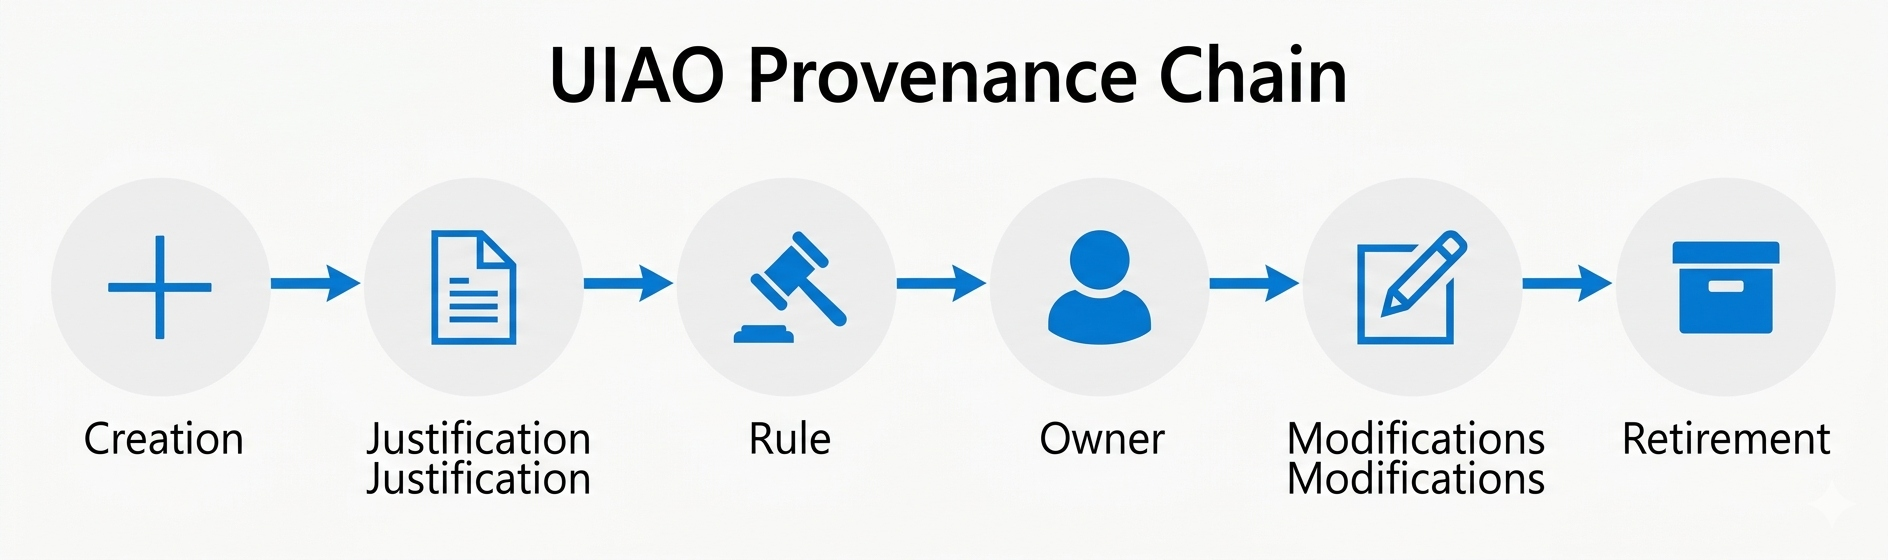 UIAO Provenance Chain
Creation
Justification
Justification
Rule
Owner
Modifications
Modifications
Retirement